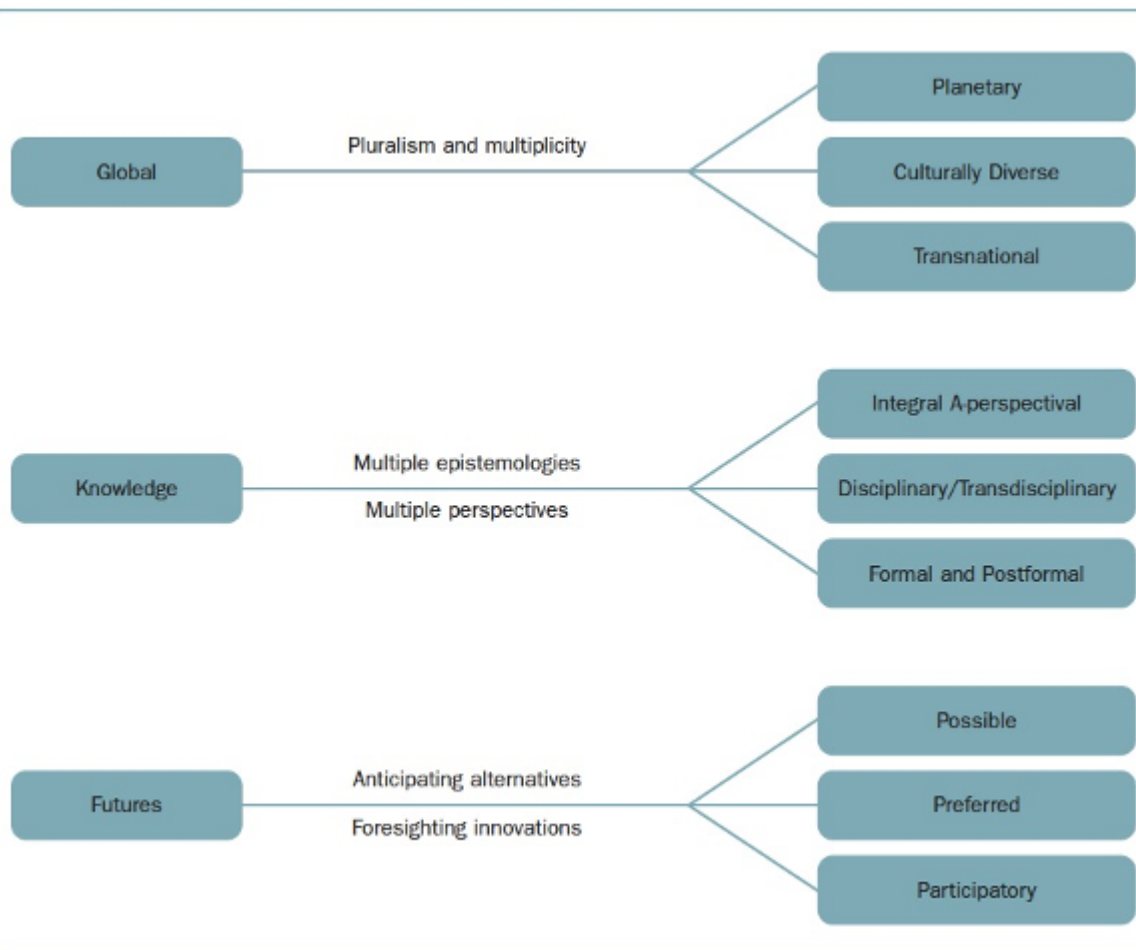 Planetary
Pluralism and multiplicity
Global
Culturally Diverse
Transnational
Integral A-perspectival
Multiple epistemologies
Knowledge
Disciplinary/Transdisciplinary
Multiple perspectives
Formal and Postformal
Possible
Anticipating alternatives
Futures
Preferred
Foresighting innovations
Participatory